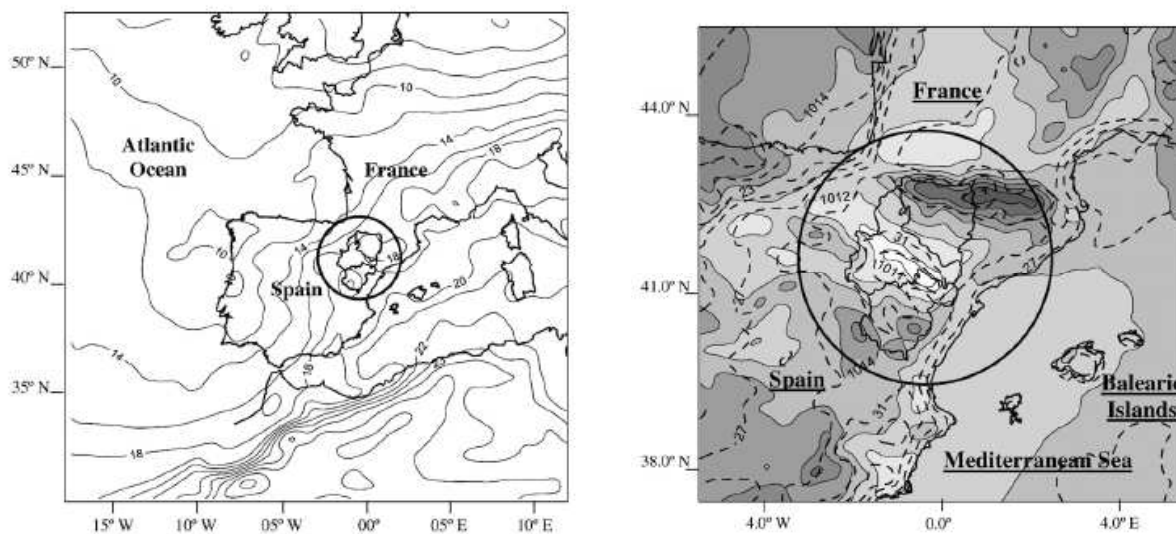 50° N
45° N
40° N
35° N
15° W
10° W
05° W
00°
05° E
10° E
Atlantic
Ocean
France
Spain
10
10
14
18
14
18
10
20
22
14
18
18
44.0° N
41.0° N
38.0° N
4.0° W
0.0°
4.0° E
France
1014
23
1012
31
27
1014
Spain
31
27
Balearic
Islands
Mediterranean Sea